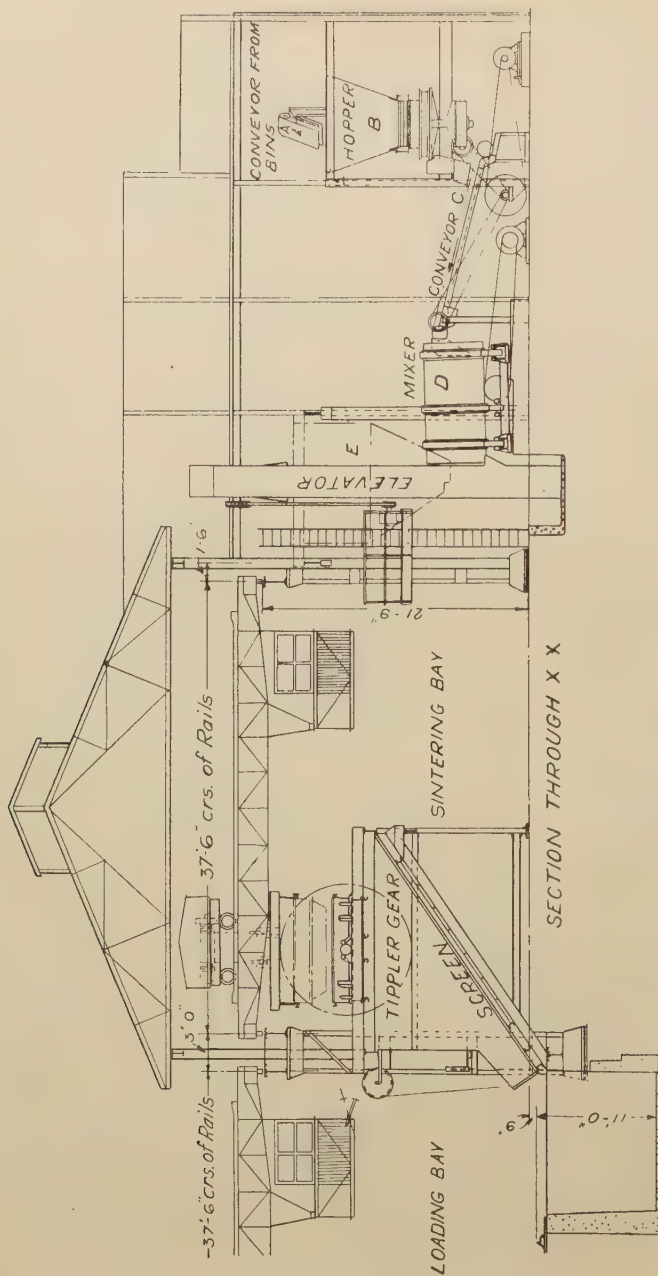 CONVEYOR FROM
BINS
A
HOPPER
B
CONVEYOR C
MIXER
D
E
ELEVATOR
1'-6"
37'-6" crs. of Rails
21'-9"
SINTERING BAY
TIPPLER GEAR
SCREEN
3'0"
-37'-6" crs. of Rails
LOADING BAY
9"
11'-0"
SECTION THROUGH X X